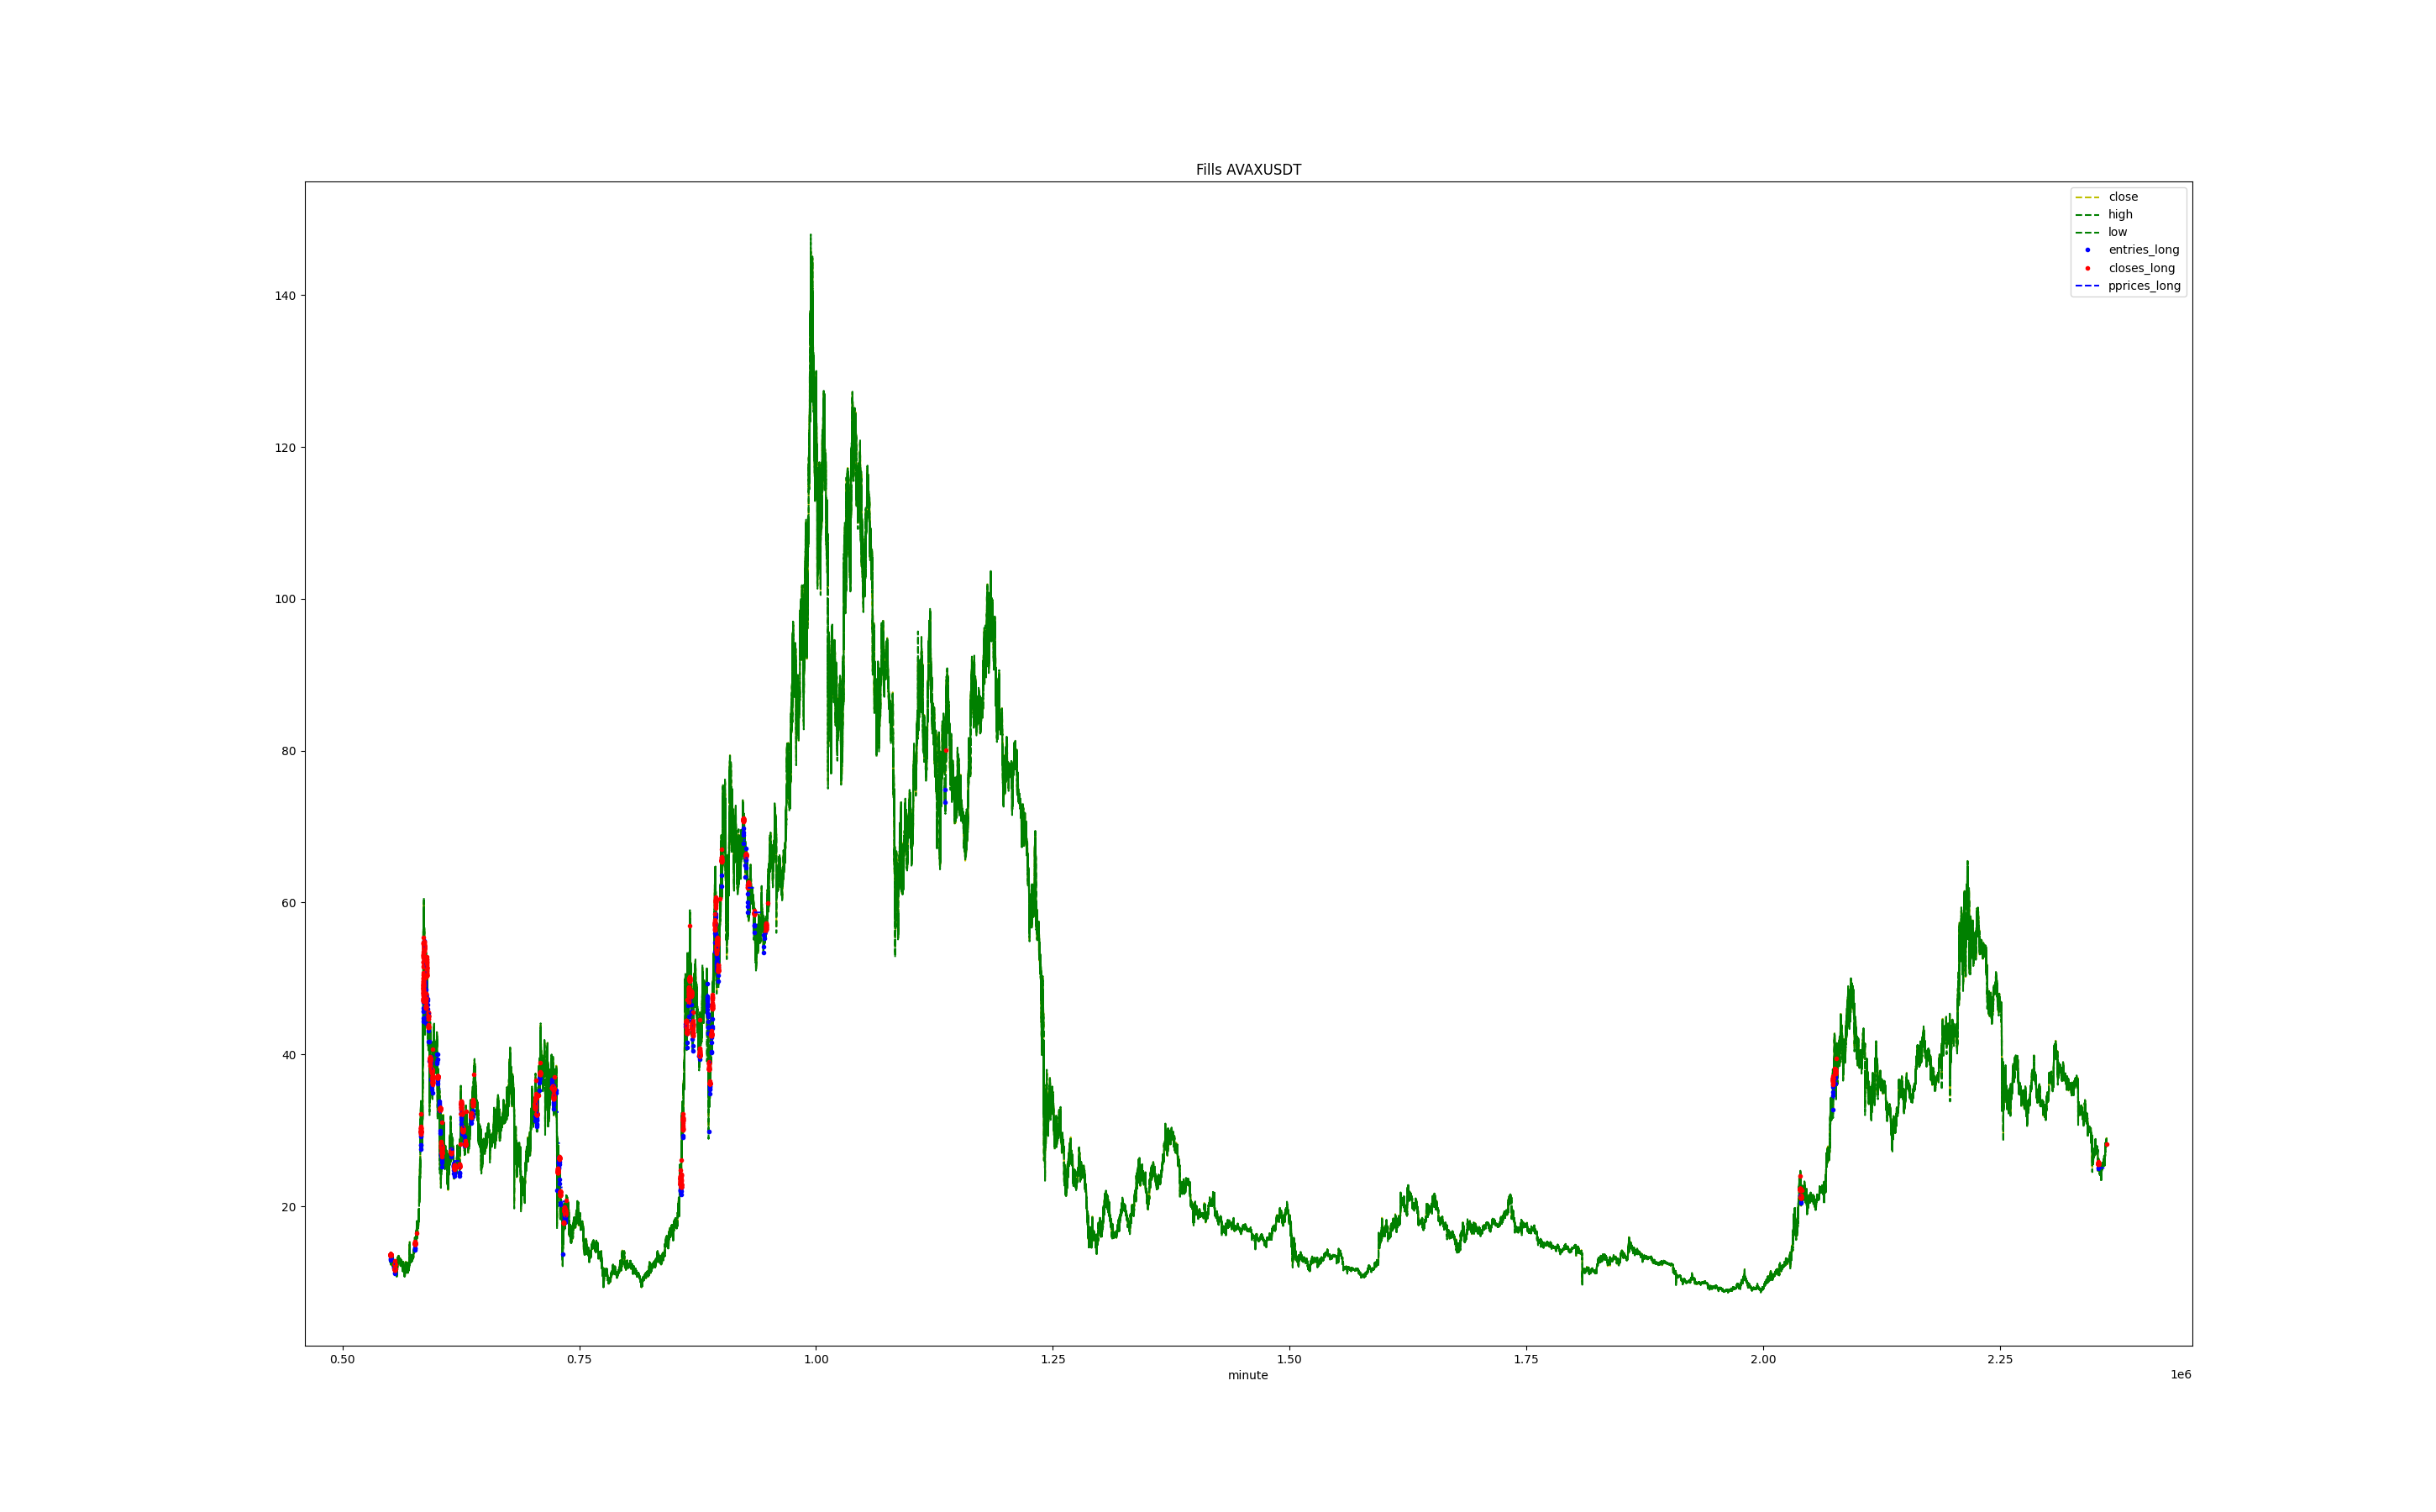 Fills AVAXUSDT
close
high
low
entries_long
closes_long
pprices_long
140
120
100
80
60
40
20
0.50 0.75 1.00 1.25 1.50 1.75 2.00 2.25
1e6
minute